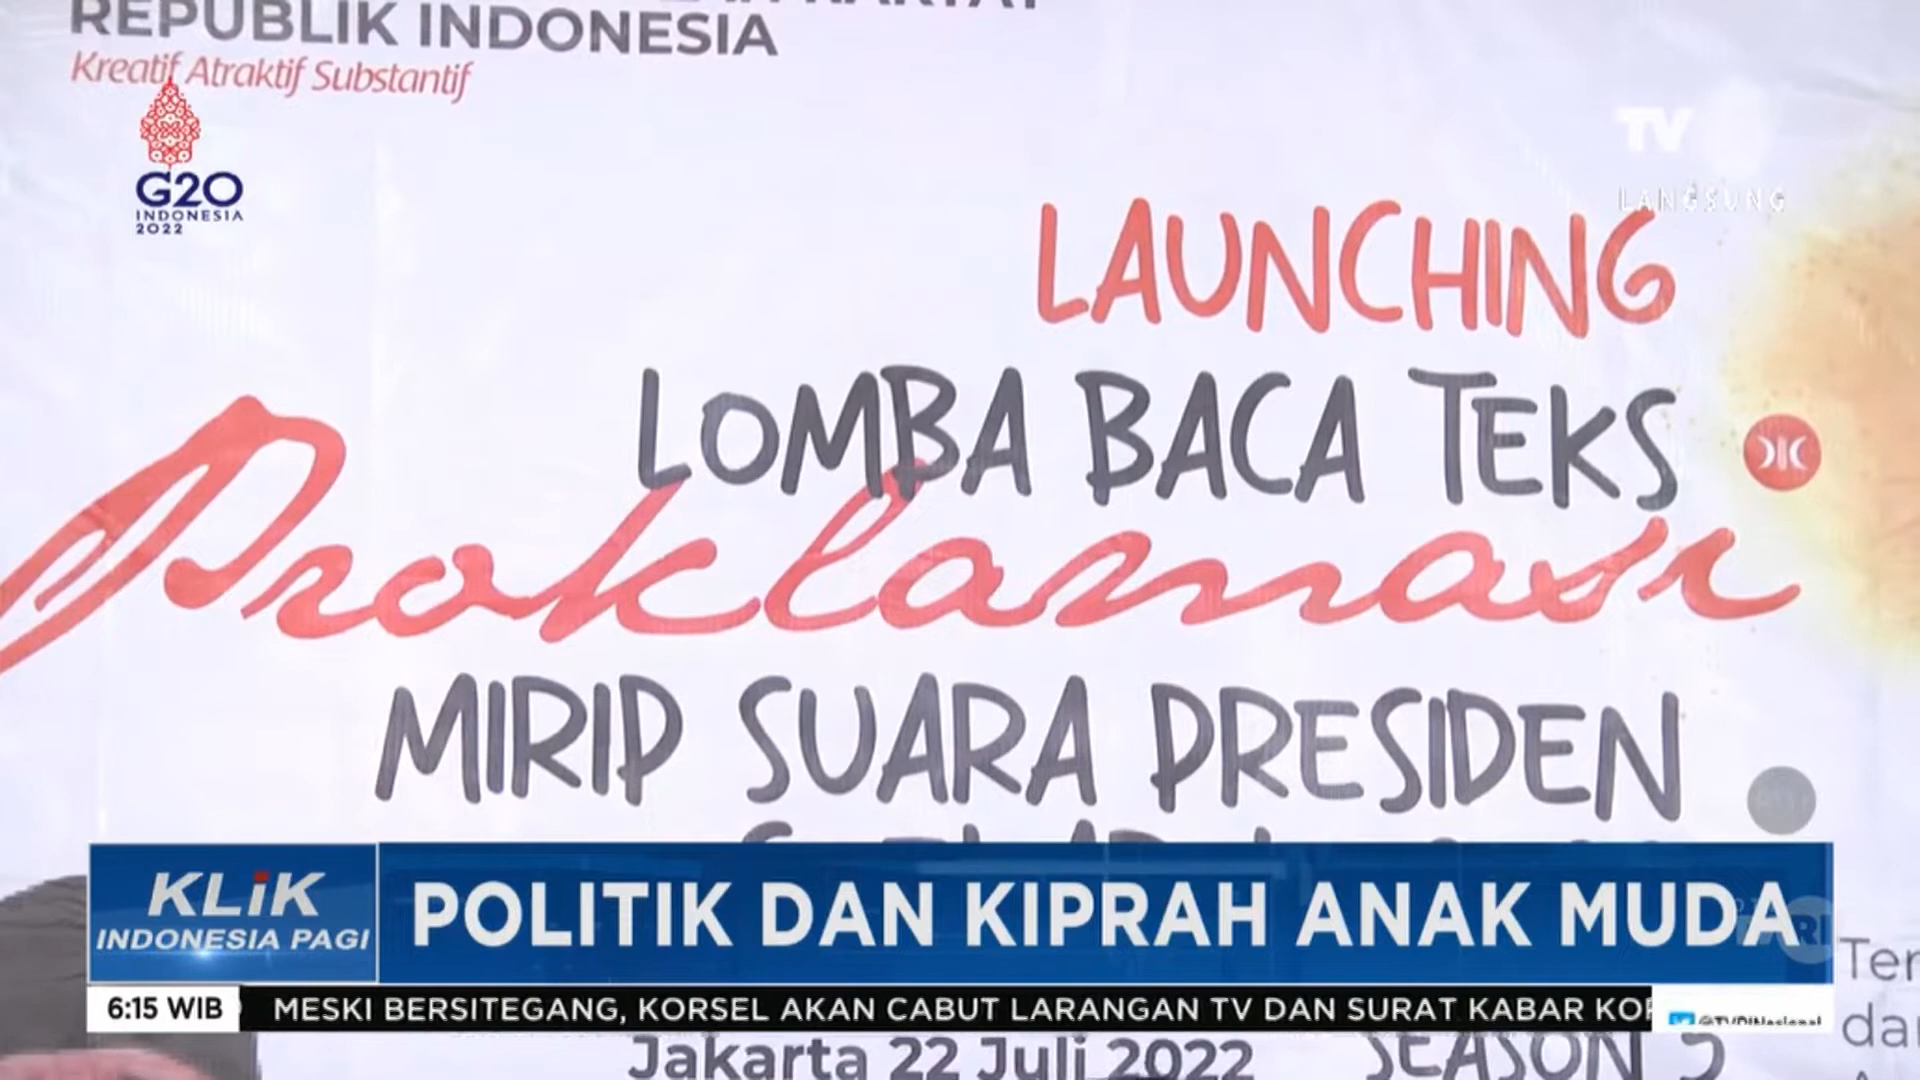 REPUBLIK INDONESIA
Kreatif Atraktif Substantif
G20
INDONESIA
2022
TV
LANGSUNG
LAUNCHING
LOMBA BACA TEKS
Proklamasi
MIRIP SUARA PRESIDEN
KLiK
INDONESIA PAGI
POLITIK DAN KIPRAH ANAK MUDA
6:15 WIB
MESKI BERSITEGANG, KORSEL AKAN CABUT LARANGAN TV DAN SURAT KABAR
@TVRINasional
Jakarta 22 Juli 2022
SEASON